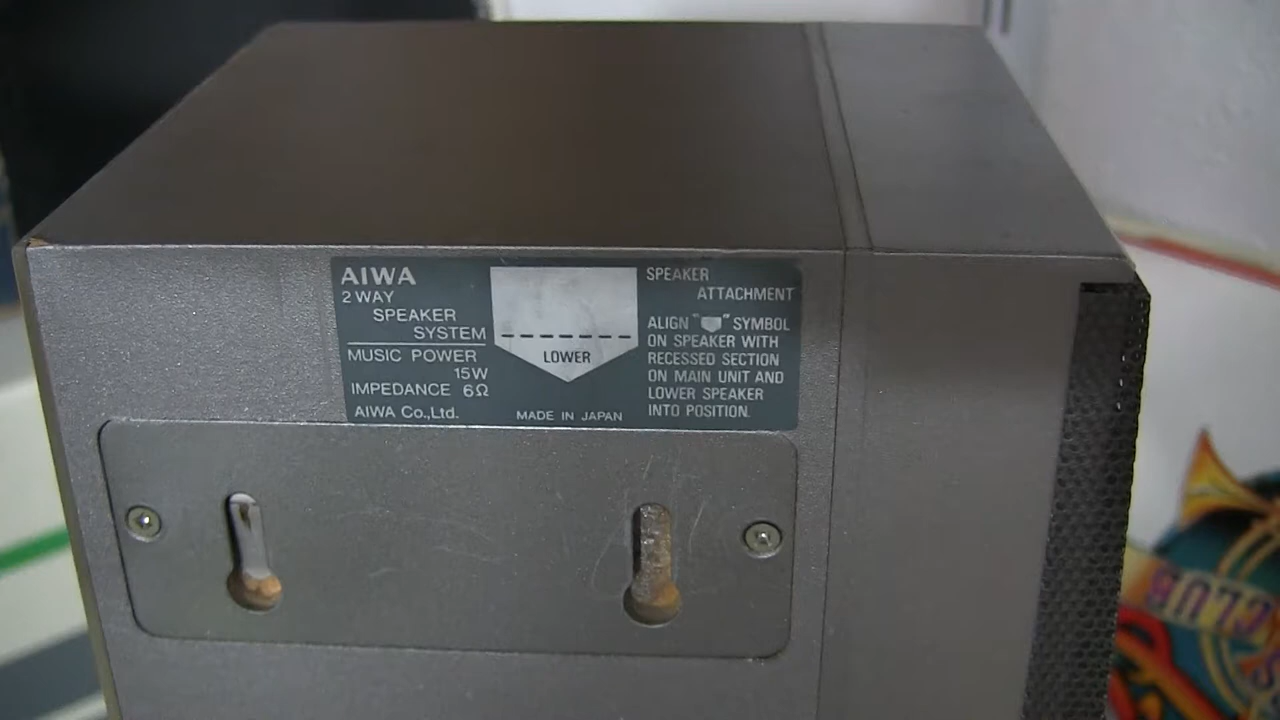 AIWA
2 WAY
SPEAKER
SYSTEM
MUSIC POWER
15W
IMPEDANCE 6Ω
AIWA Co.,Ltd.
LOWER
MADE IN JAPAN
SPEAKER
ATTACHMENT
ALIGN "" SYMBOL
ON SPEAKER WITH
RECESSED SECTION
ON MAIN UNIT AND
LOWER SPEAKER
INTO POSITION.
CLUB